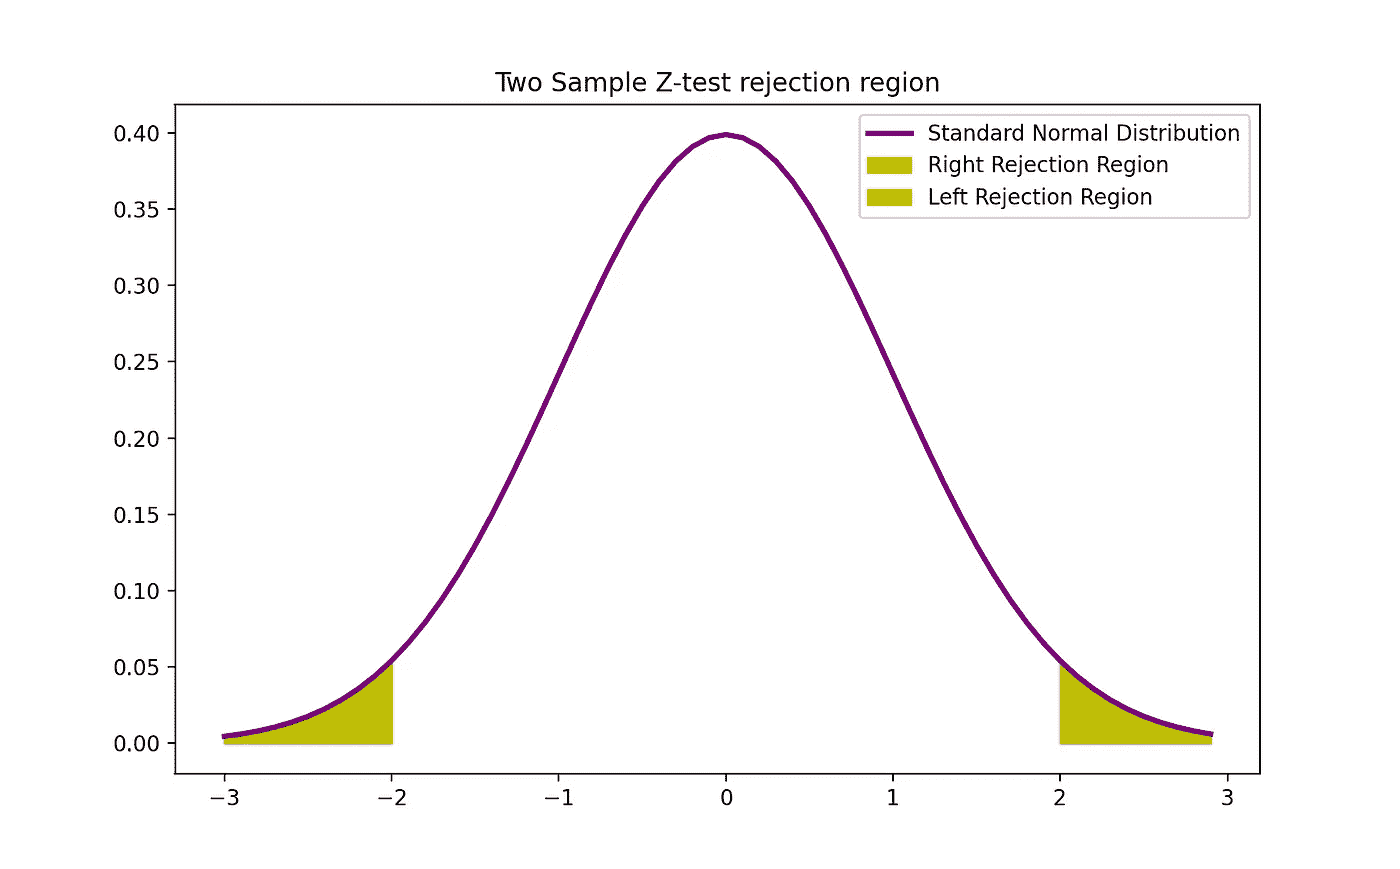 Two Sample Z-test rejection region
Standard Normal Distribution
Right Rejection Region
Left Rejection Region
0.40
0.35
0.30
0.25
0.20
0.15
0.10
0.05
0.00
−3 −2 −1 0 1 2 3